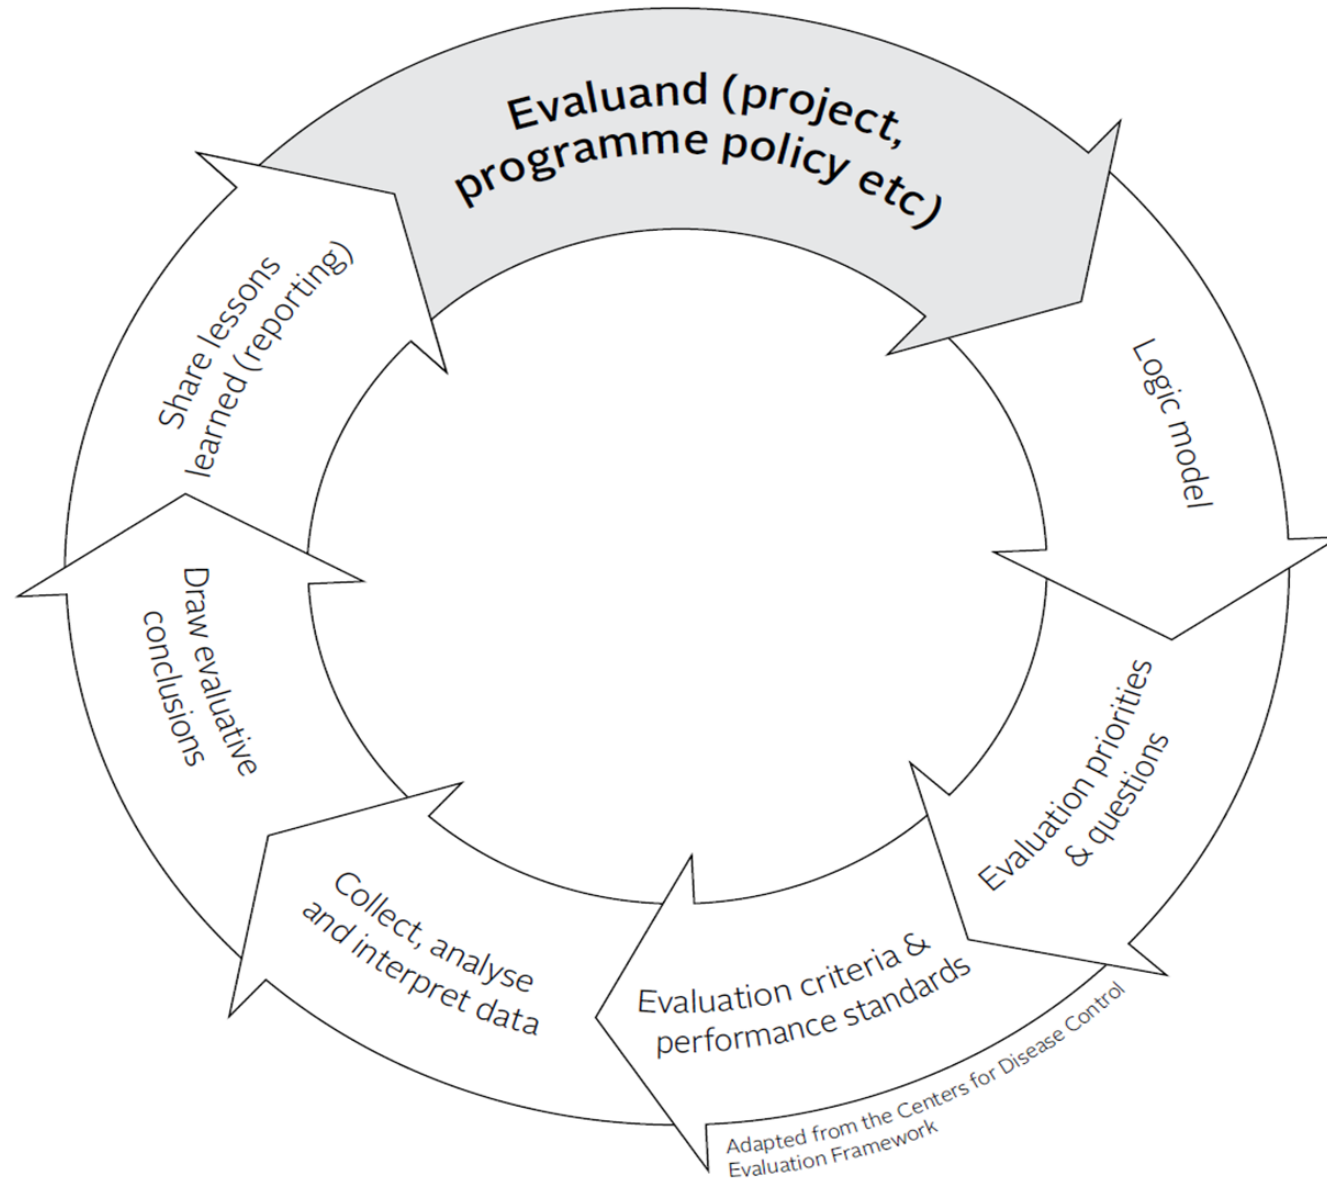 Evaluand (project,
programme policy etc)
Logic model
Evaluation priorities
& questions
Evaluation criteria &
performance standards
Collect, analyse
and interpret data
Draw evaluative
conclusions
Share lessons
learned (reporting)
Adapted from the Centers for Disease Control
Evaluation Framework